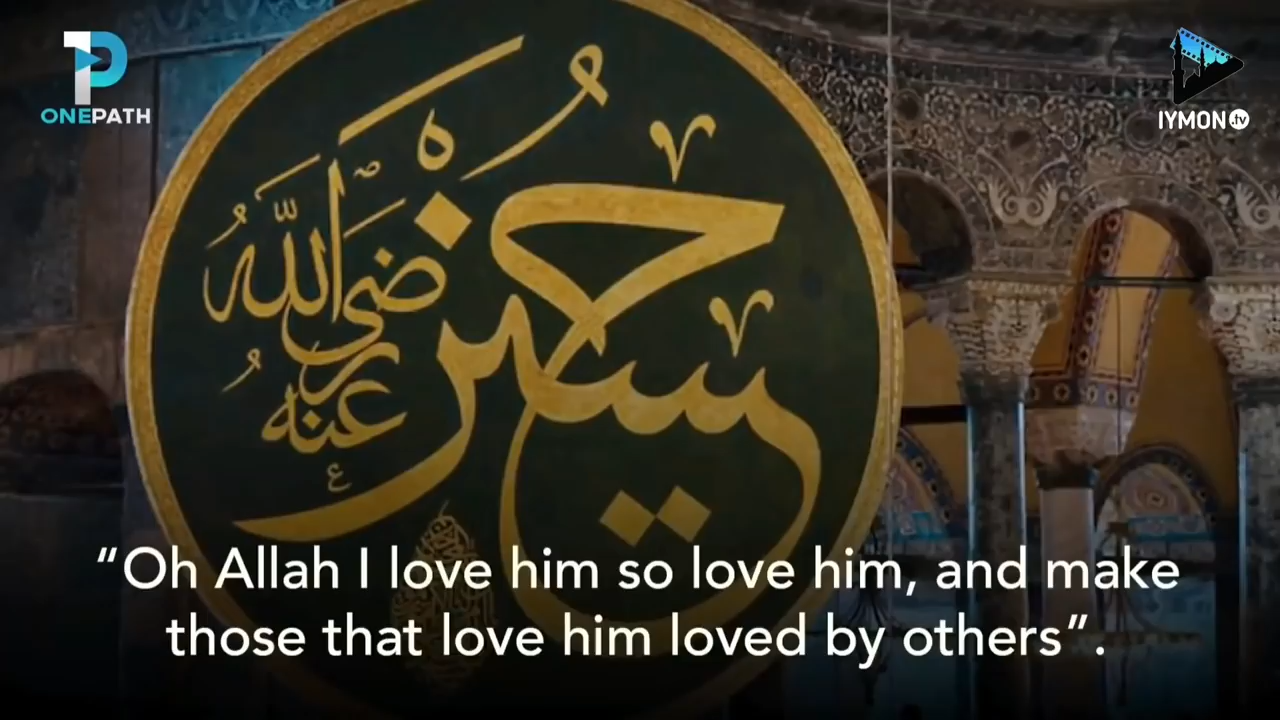 ONEPATH
IYMON.tv
حسين
رضي الله
عنه
“Oh Allah I love him so love him, and make
those that love him loved by others”.